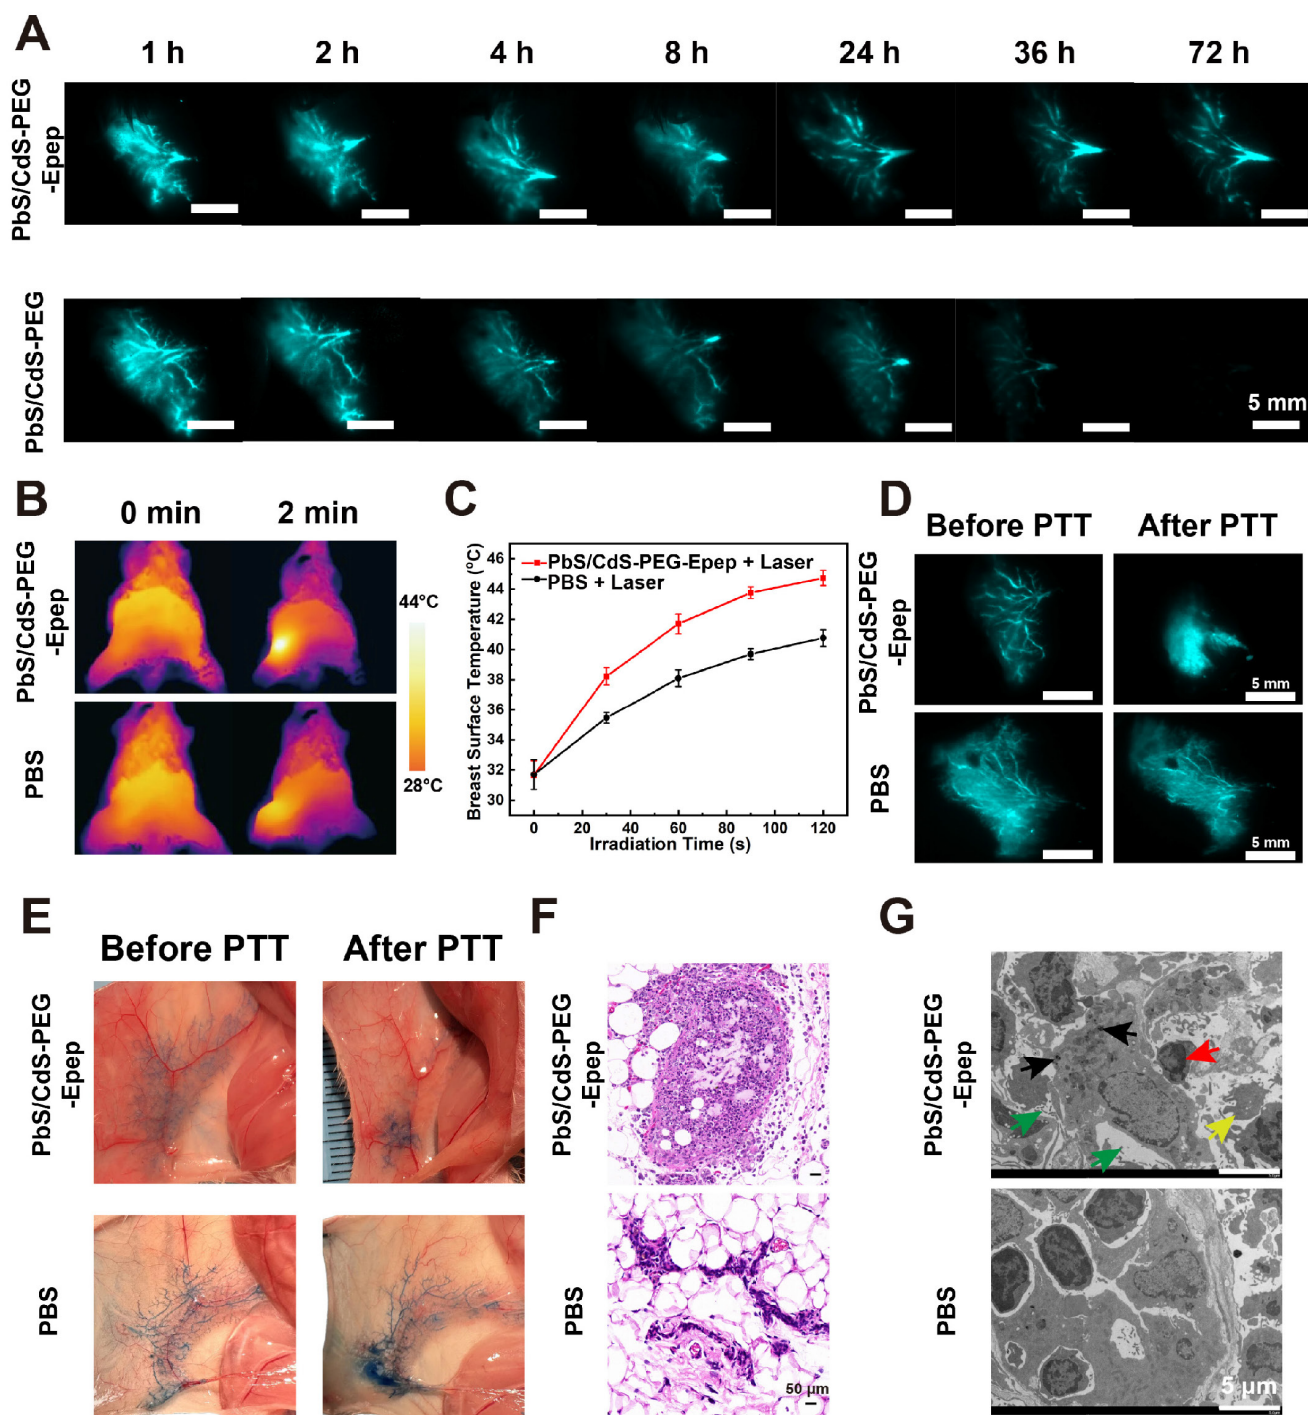 A
1 h 2 h 4 h 8 h 24 h 36 h 72 h
PbS/CdS-PEG
-Epep
PbS/CdS-PEG
5 mm
B
0 min 2 min
PbS/CdS-PEG
-Epep
PBS
44°C
28°C
C
Breast Surface Temperature (°C)
46
44
42
40
38
36
34
32
30
PbS/CdS-PEG-Epep + Laser
PBS + Laser
0 20 40 60 80 100 120
Irradiation Time (s)
D
Before PTT After PTT
PbS/CdS-PEG
-Epep
5 mm
PBS
5 mm
E
Before PTT After PTT
PbS/CdS-PEG
-Epep
PBS
F
PbS/CdS-PEG
-Epep
PBS
50 µm
G
PbS/CdS-PEG
-Epep
PBS
5 µm